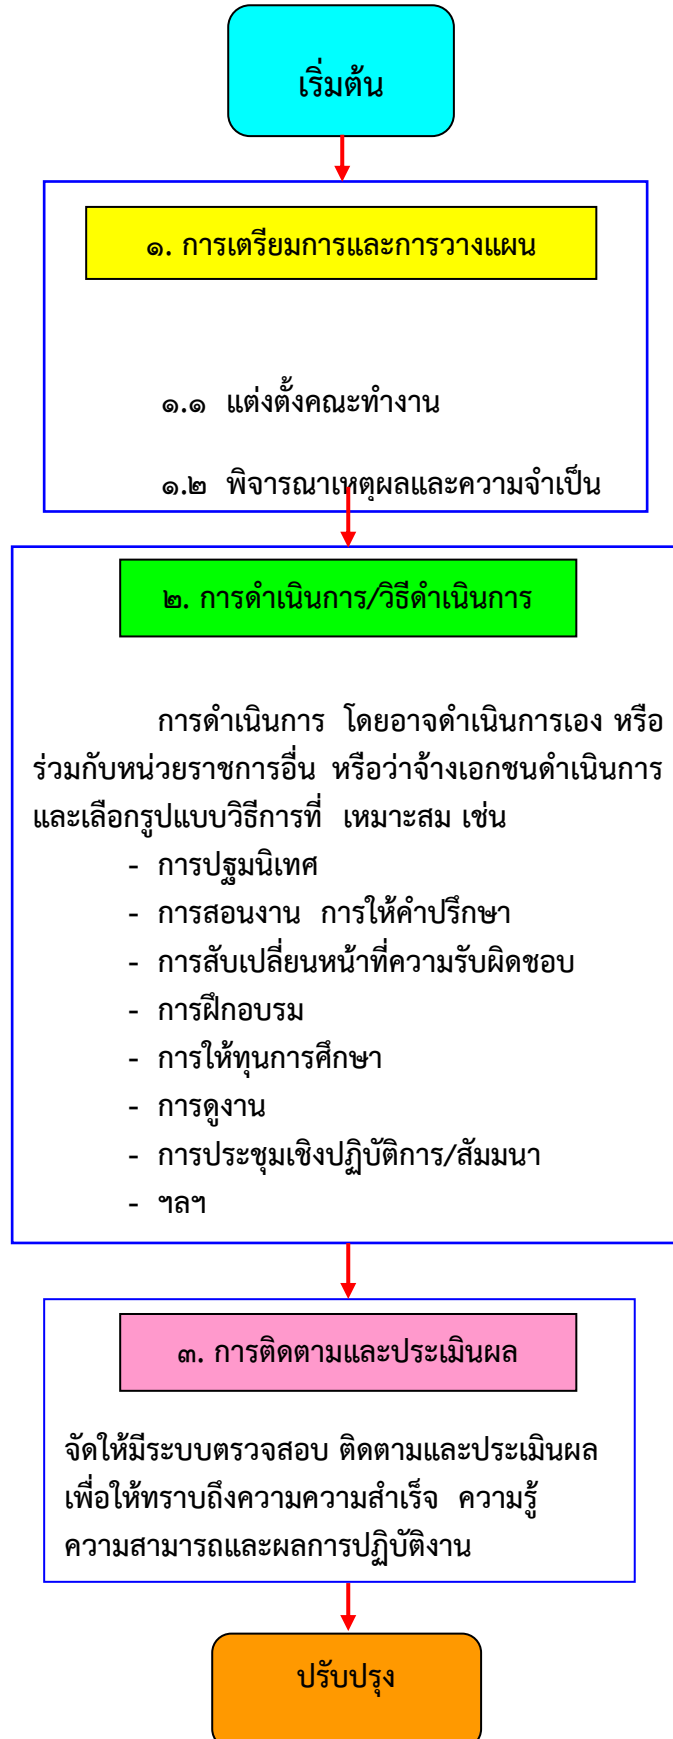 เริ่มต้น
๑. การเตรียมการและการวางแผน
๑.๑ แต่งตั้งคณะทำงาน
๑.๒ พิจารณาเหตุผลและความจำเป็น
๒. การดำเนินการ/วิธีดำเนินการ
การดำเนินการ โดยอาจดำเนินการเอง หรือ
ร่วมกับหน่วยราชการอื่น หรือว่าจ้างเอกชนดำเนินการ
และเลือกรูปแบบวิธีการที่ เหมาะสม เช่น
- การปฐมนิเทศ
- การสอนงาน การให้คำปรึกษา
- การสับเปลี่ยนหน้าที่ความรับผิดชอบ
- การฝึกอบรม
- การให้ทุนการศึกษา
- การดูงาน
- การประชุมเชิงปฏิบัติการ/สัมมนา
- ฯลฯ
๓. การติดตามและประเมินผล
จัดให้มีระบบตรวจสอบ ติดตามและประเมินผล
เพื่อให้ทราบถึงความความสำเร็จ ความรู้
ความสามารถและผลการปฏิบัติงาน
ปรับปรุง